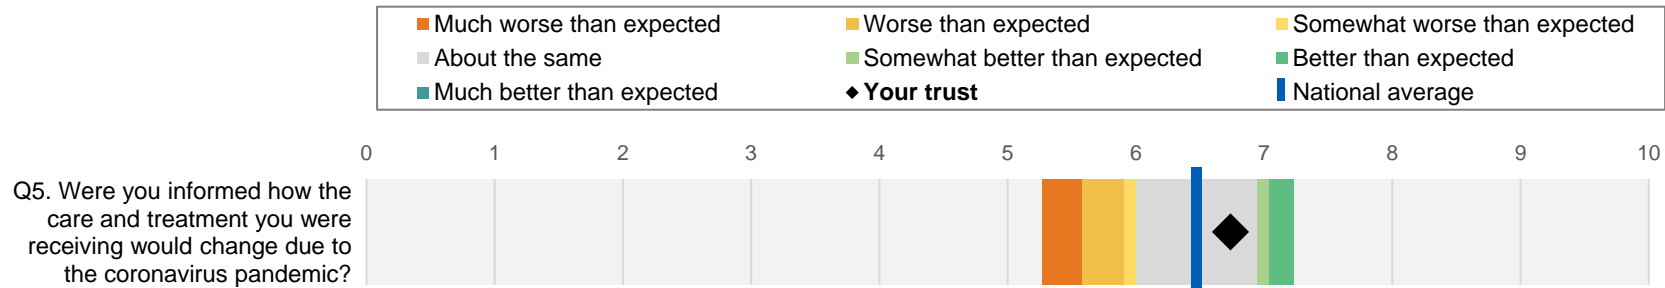 Much worse than expected
Worse than expected
Somewhat worse than expected
About the same
Somewhat better than expected
Better than expected
Much better than expected
Your trust
National average
0 1 2 3 4 5 6 7 8 9 10
Q5. Were you informed how the
care and treatment you were
receiving would change due to
the coronavirus pandemic?